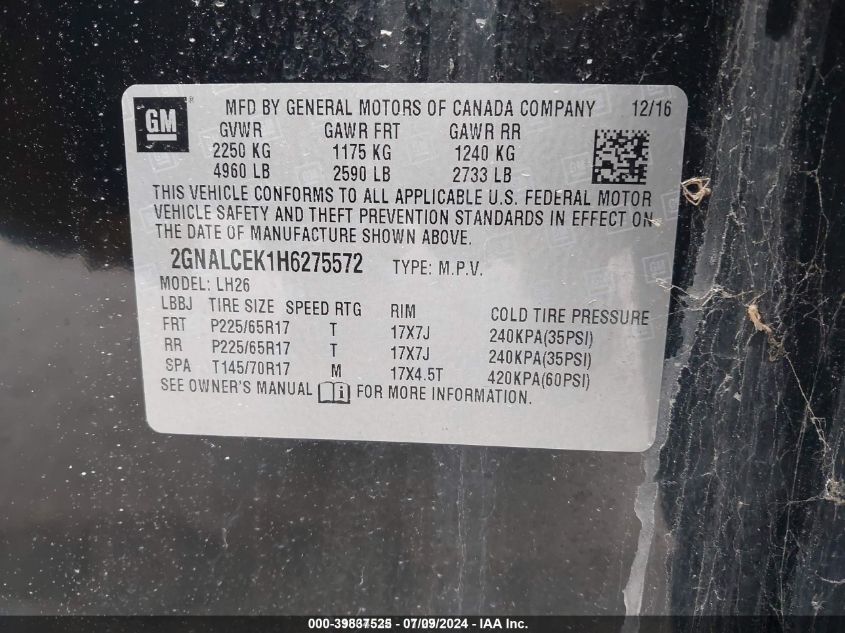 GM ® MFD BY GENERAL MOTORS OF CANADA COMPANY 12/16
GVWR GAWR FRT GAWR RR
2250 KG 1175 KG 1240 KG
4960 LB 2590 LB 2733 LB
THIS VEHICLE CONFORMS TO ALL APPLICABLE U.S. FEDERAL MOTOR
VEHICLE SAFETY AND THEFT PREVENTION STANDARDS IN EFFECT ON
THE DATE OF MANUFACTURE SHOWN ABOVE.
2GNALCEK1H6275572 TYPE: M.P.V.
MODEL: LH26
LBBJ TIRE SIZE SPEED RTG RIM COLD TIRE PRESSURE
FRT P225/65R17 T 17X7J 240KPA(35PSI)
RR P225/65R17 T 17X7J 240KPA(35PSI)
SPA T145/70R17 M 17X4.5T 420KPA(60PSI)
SEE OWNER'S MANUAL i FOR MORE INFORMATION.
000-39837525 / 07/09/2024 - IAAI Inc.